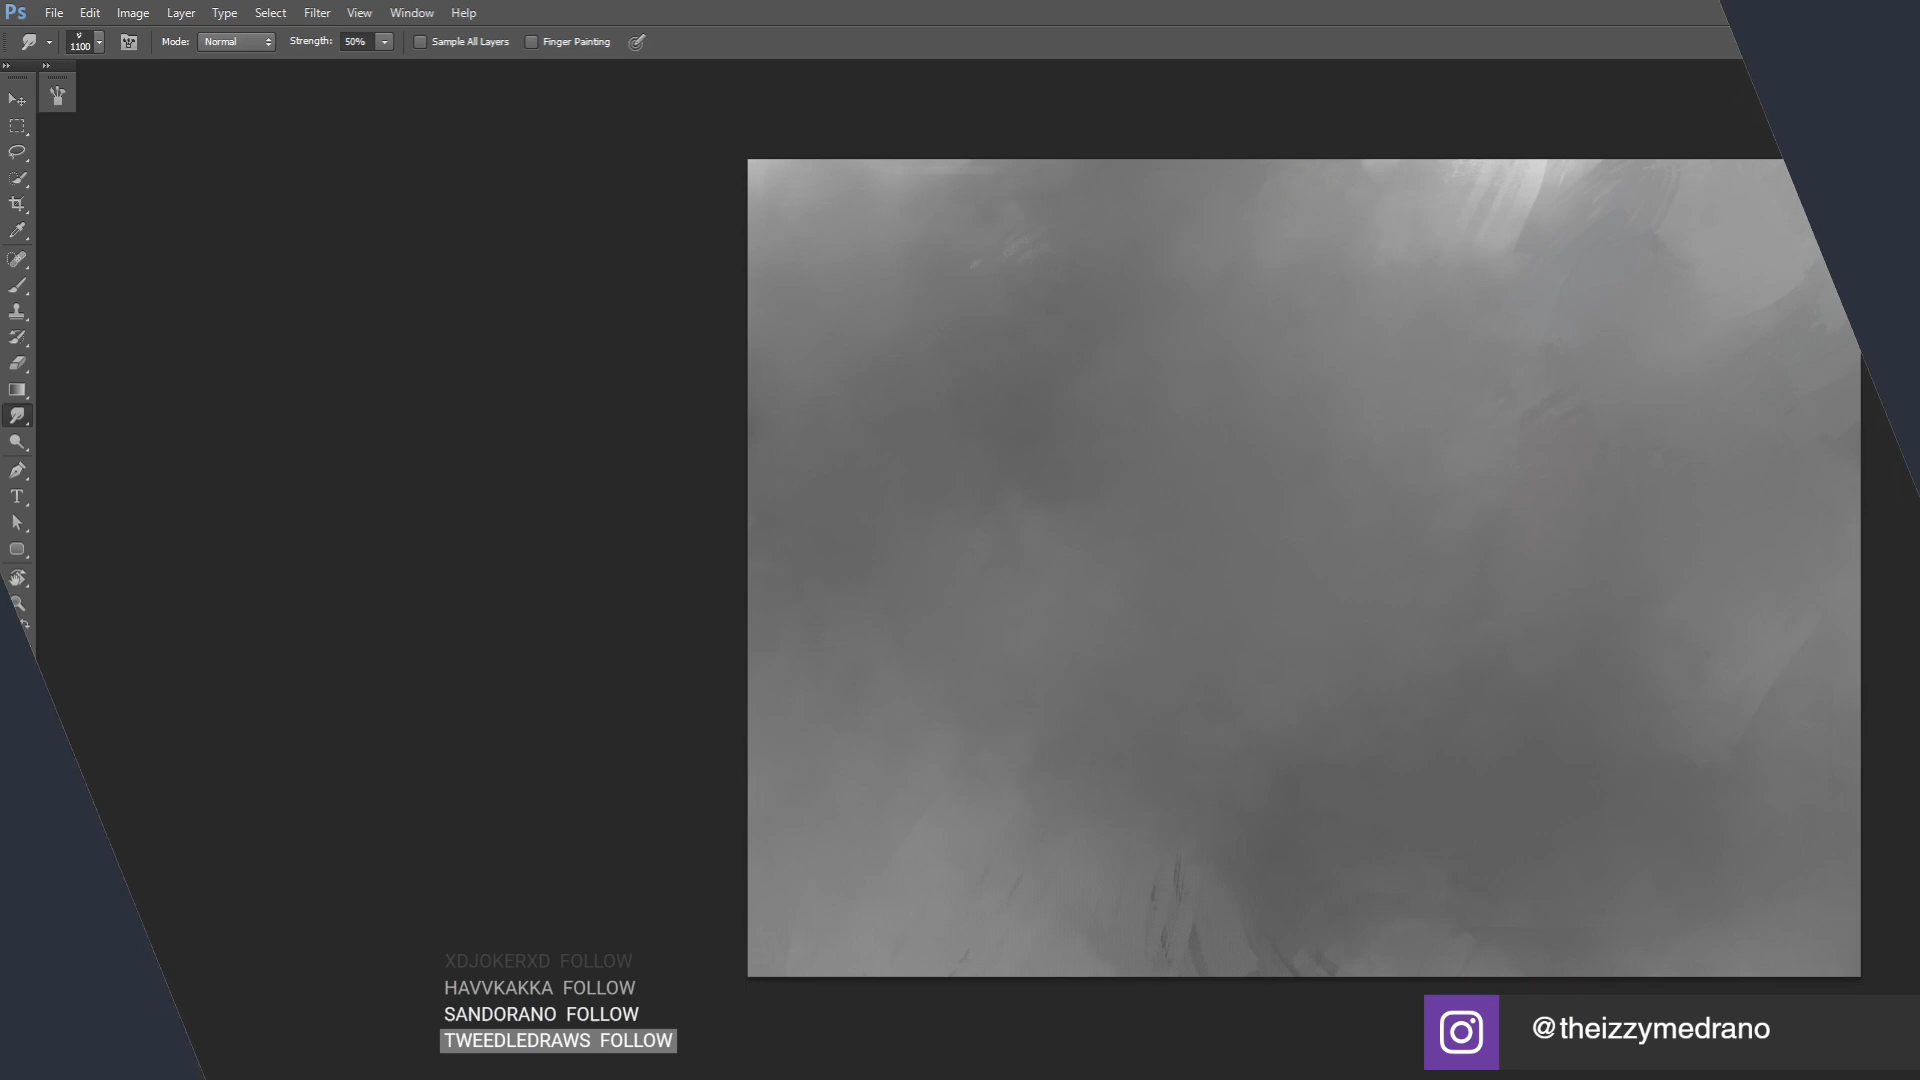 Ps File Edit Image Layer Type Select Filter View Window Help
1100 Mode: Normal Strength: 50% Sample All Layers Finger Painting
T
XDJOKERXD FOLLOW
HAVVKAKKA FOLLOW
SANDORANO FOLLOW
TWEEDLEDRAWS FOLLOW
@theizzymedrano